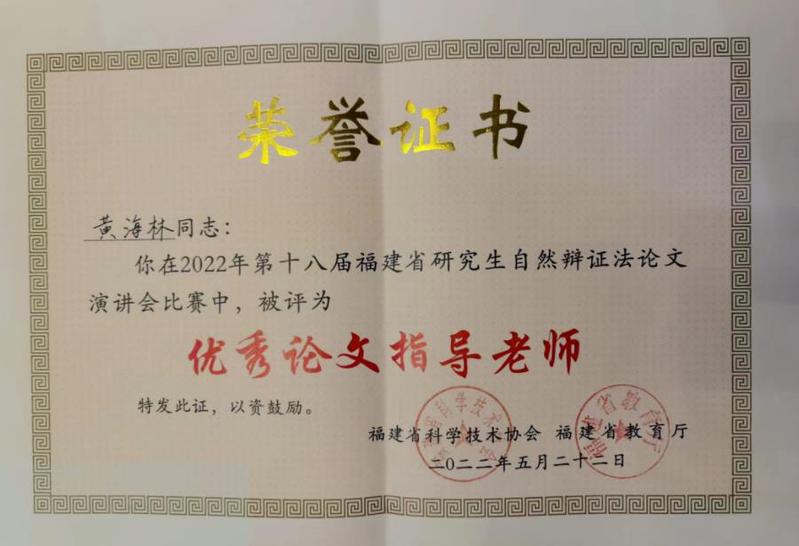 荣誉证书
黄海林同志：
你在2022年第十八届福建省研究生自然辩证法论文
演讲会比赛中，被评为
优秀论文指导老师
特发此证，以资鼓励。
福建省科学技术协会 福建省教育厅
二〇二二年五月二十二日